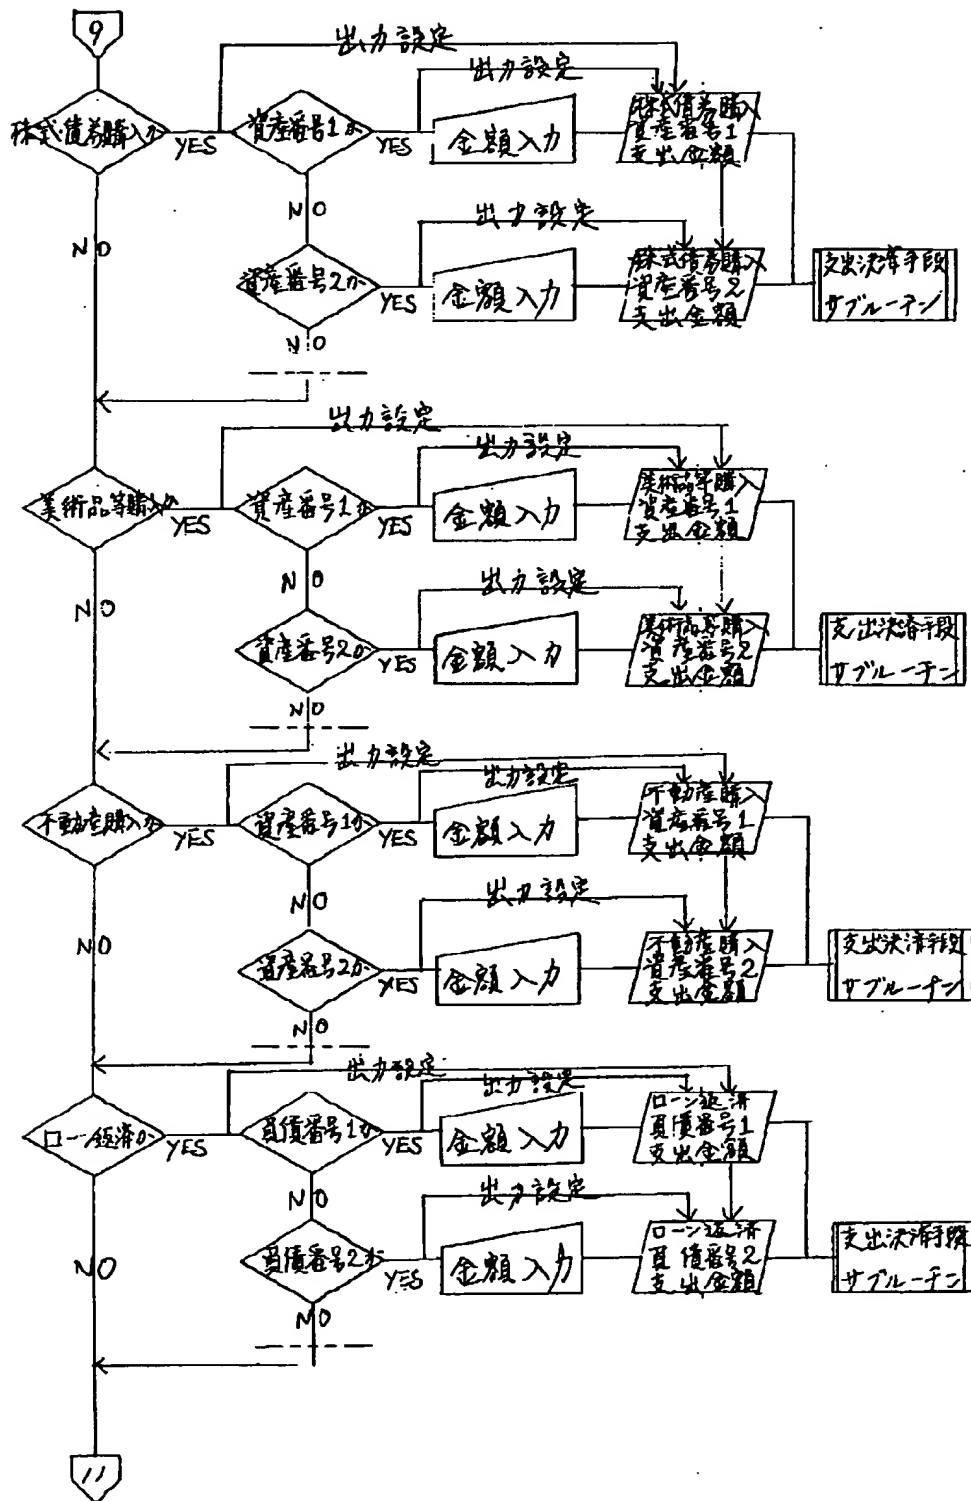 9
出力設定
出力設定
株式・債券購入か
YES
資産番号1か
YES
金額入力
株式債券購入
資産番号1
支出金額
NO
NO
出力設定
資産番号2か
YES
金額入力
株式債券購入
資産番号2
支出金額
支出決済手段
サブルーチン
NO
出力設定
出力設定
美術品等購入か
YES
資産番号1か
YES
金額入力
美術品等購入
資産番号1
支出金額
NO
NO
出力設定
資産番号2か
YES
金額入力
美術品等購入
資産番号2
支出金額
支出決済手段
サブルーチン
NO
出力設定
出力設定
不動産購入か
YES
資産番号1か
YES
金額入力
不動産購入
資産番号1
支出金額
NO
NO
出力設定
資産番号2か
YES
金額入力
不動産購入
資産番号2
支出金額
支出決済手段
サブルーチン
NO
出力設定
出力設定
ローン返済か
YES
負債番号1か
YES
金額入力
ローン返済
負債番号1
支出金額
NO
NO
出力設定
負債番号2か
YES
金額入力
ローン返済
負債番号2
支出金額
支出決済手段
サブルーチン
NO
11